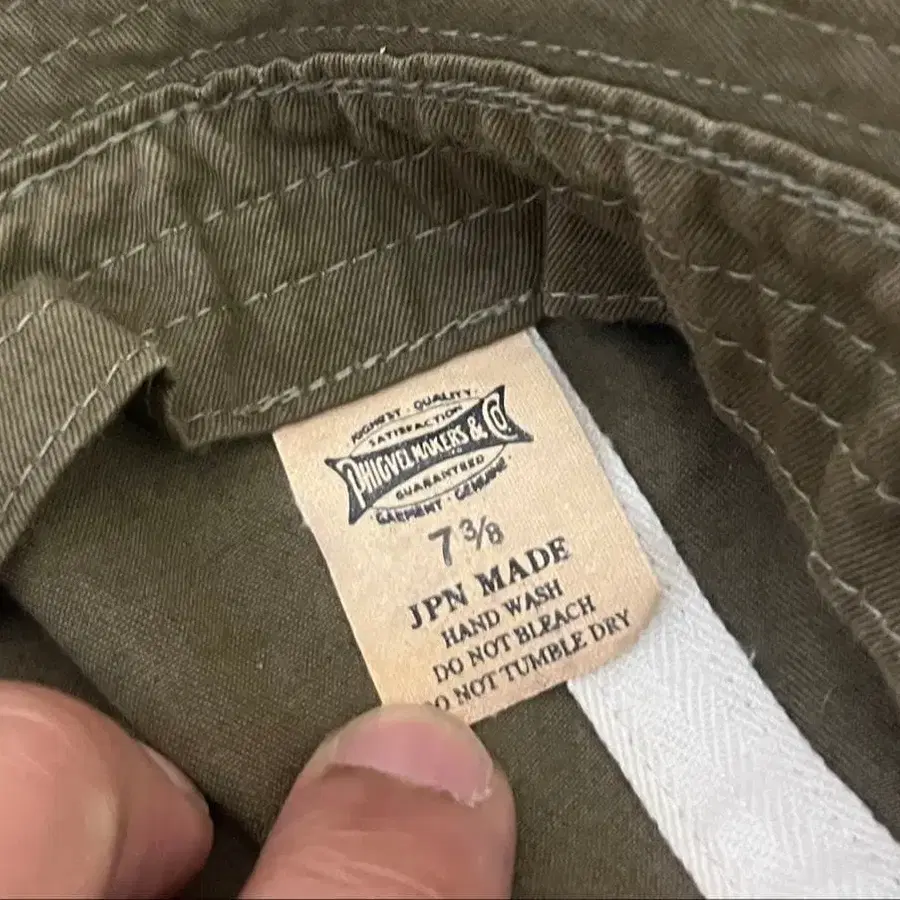 HIGHEST · QUALITY
SATISFACTION
PHIGVEL MAKERS & Co.
GUARANTEED
GARMENT · GENUINE
7 3/8
JPN MADE
HAND WASH
DO NOT BLEACH
DO NOT TUMBLE DRY